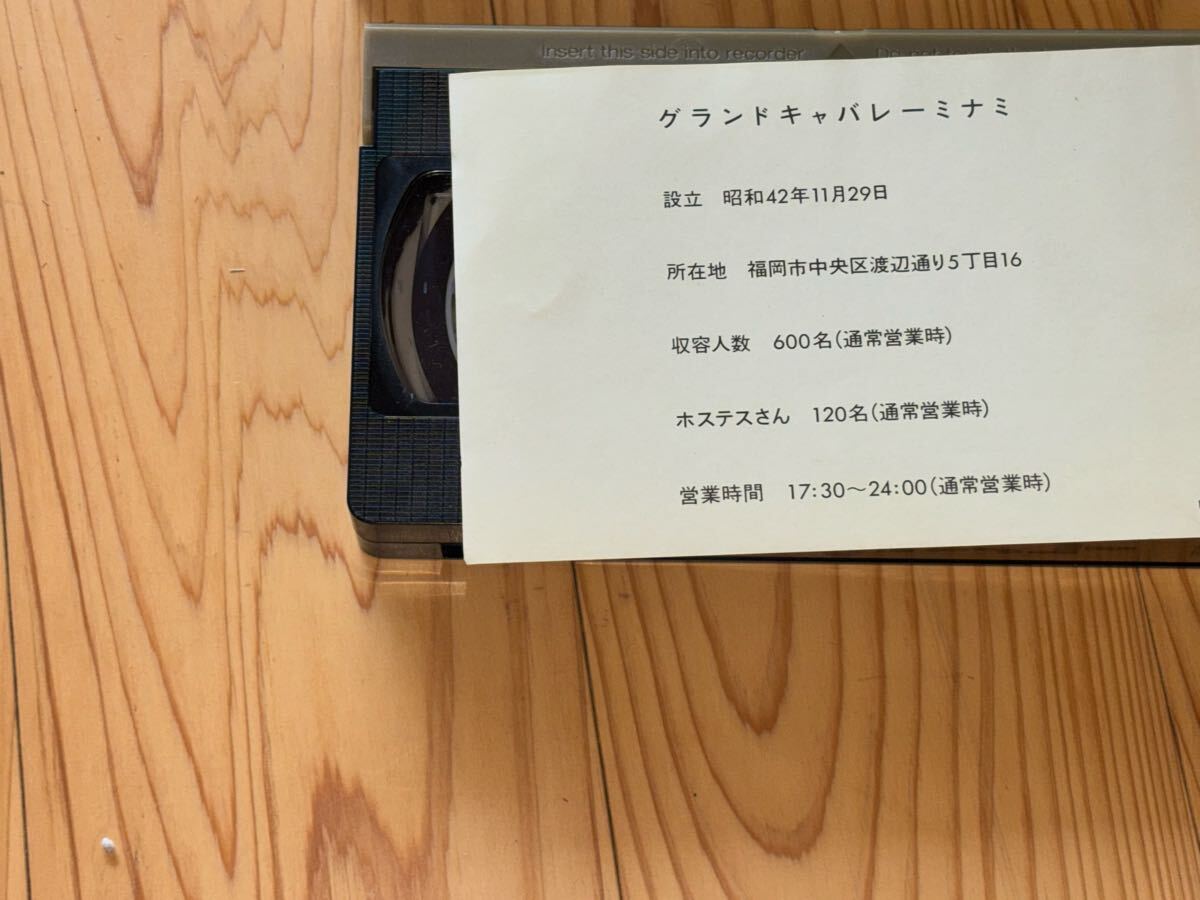 Insert this side into recorder
グランドキャバレーミナミ
設立 昭和42年11月29日
所在地 福岡市中央区渡辺通り5丁目16
収容人数 600名(通常営業時)
ホステスさん 120名(通常営業時)
営業時間 17:30～24:00(通常営業時)